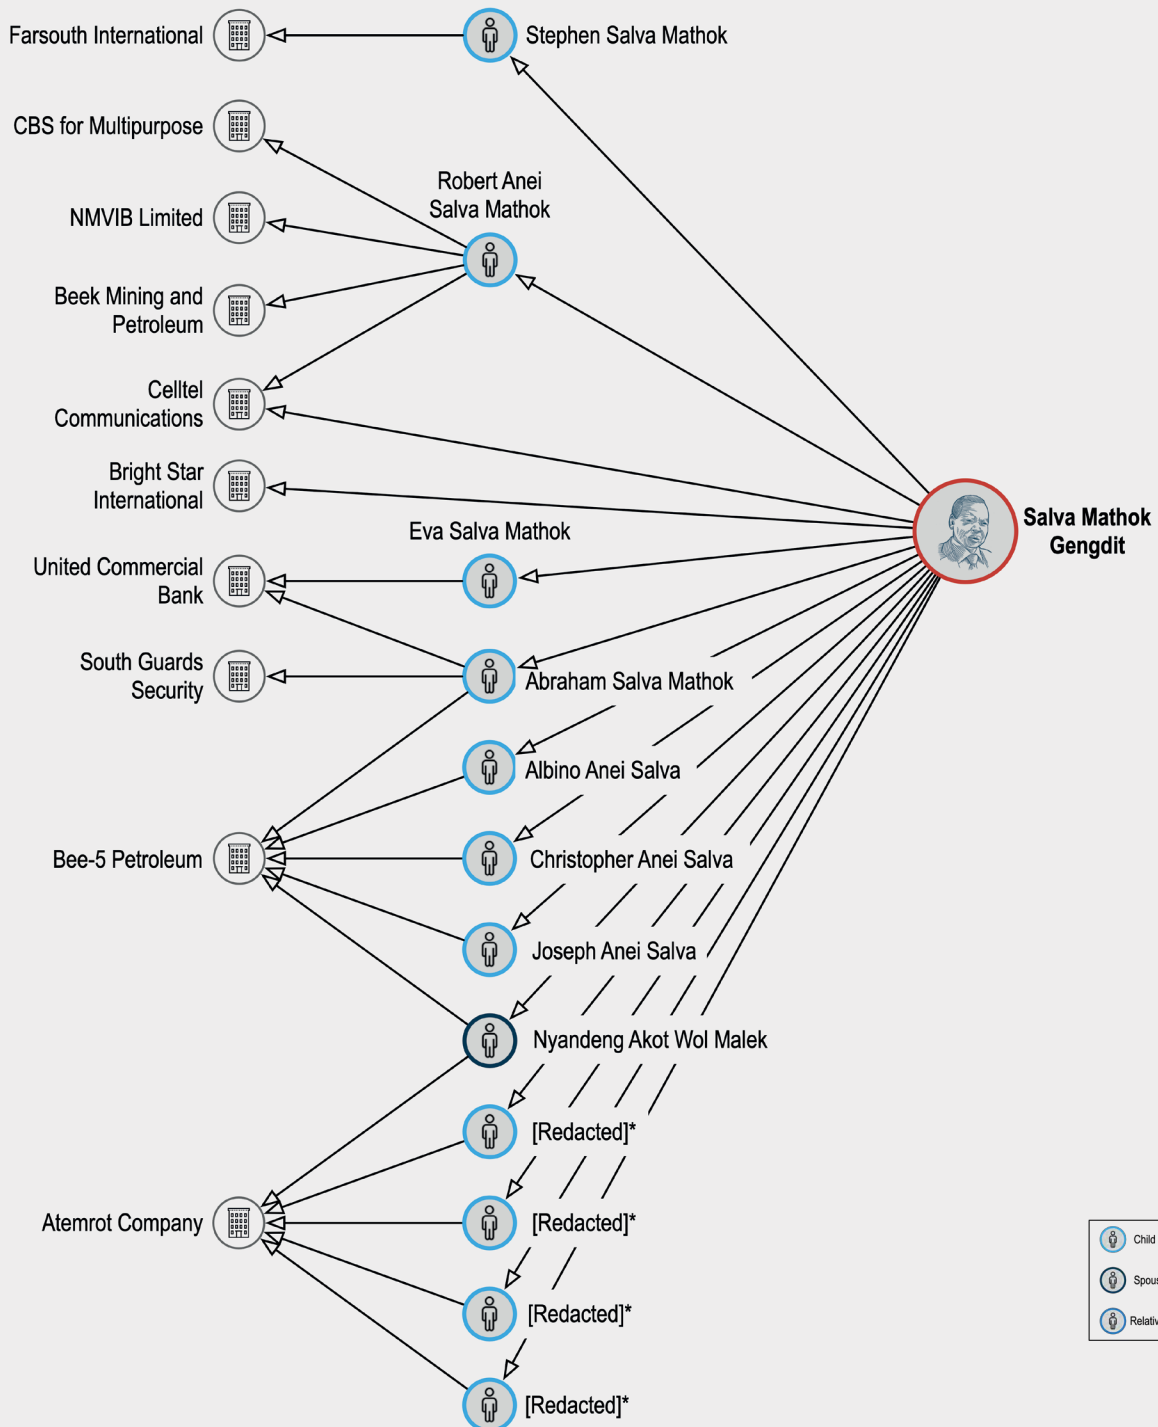 Farsouth International
Stephen Salva Mathok
CBS for Multipurpose
Robert Anei
Salva Mathok
NMVIB Limited
Beek Mining and
Petroleum
Celltel
Communications
Bright Star
International
Salva Mathok
Gengdit
Eva Salva Mathok
United Commercial
Bank
South Guards
Security
Abraham Salva Mathok
Albino Anei Salva
Bee-5 Petroleum
Christopher Anei Salva
Joseph Anei Salva
Nyandeng Akot Wol Malek
[Redacted]*
Atemrot Company
[Redacted]*
[Redacted]*
[Redacted]*
Child
Spous
Relativ